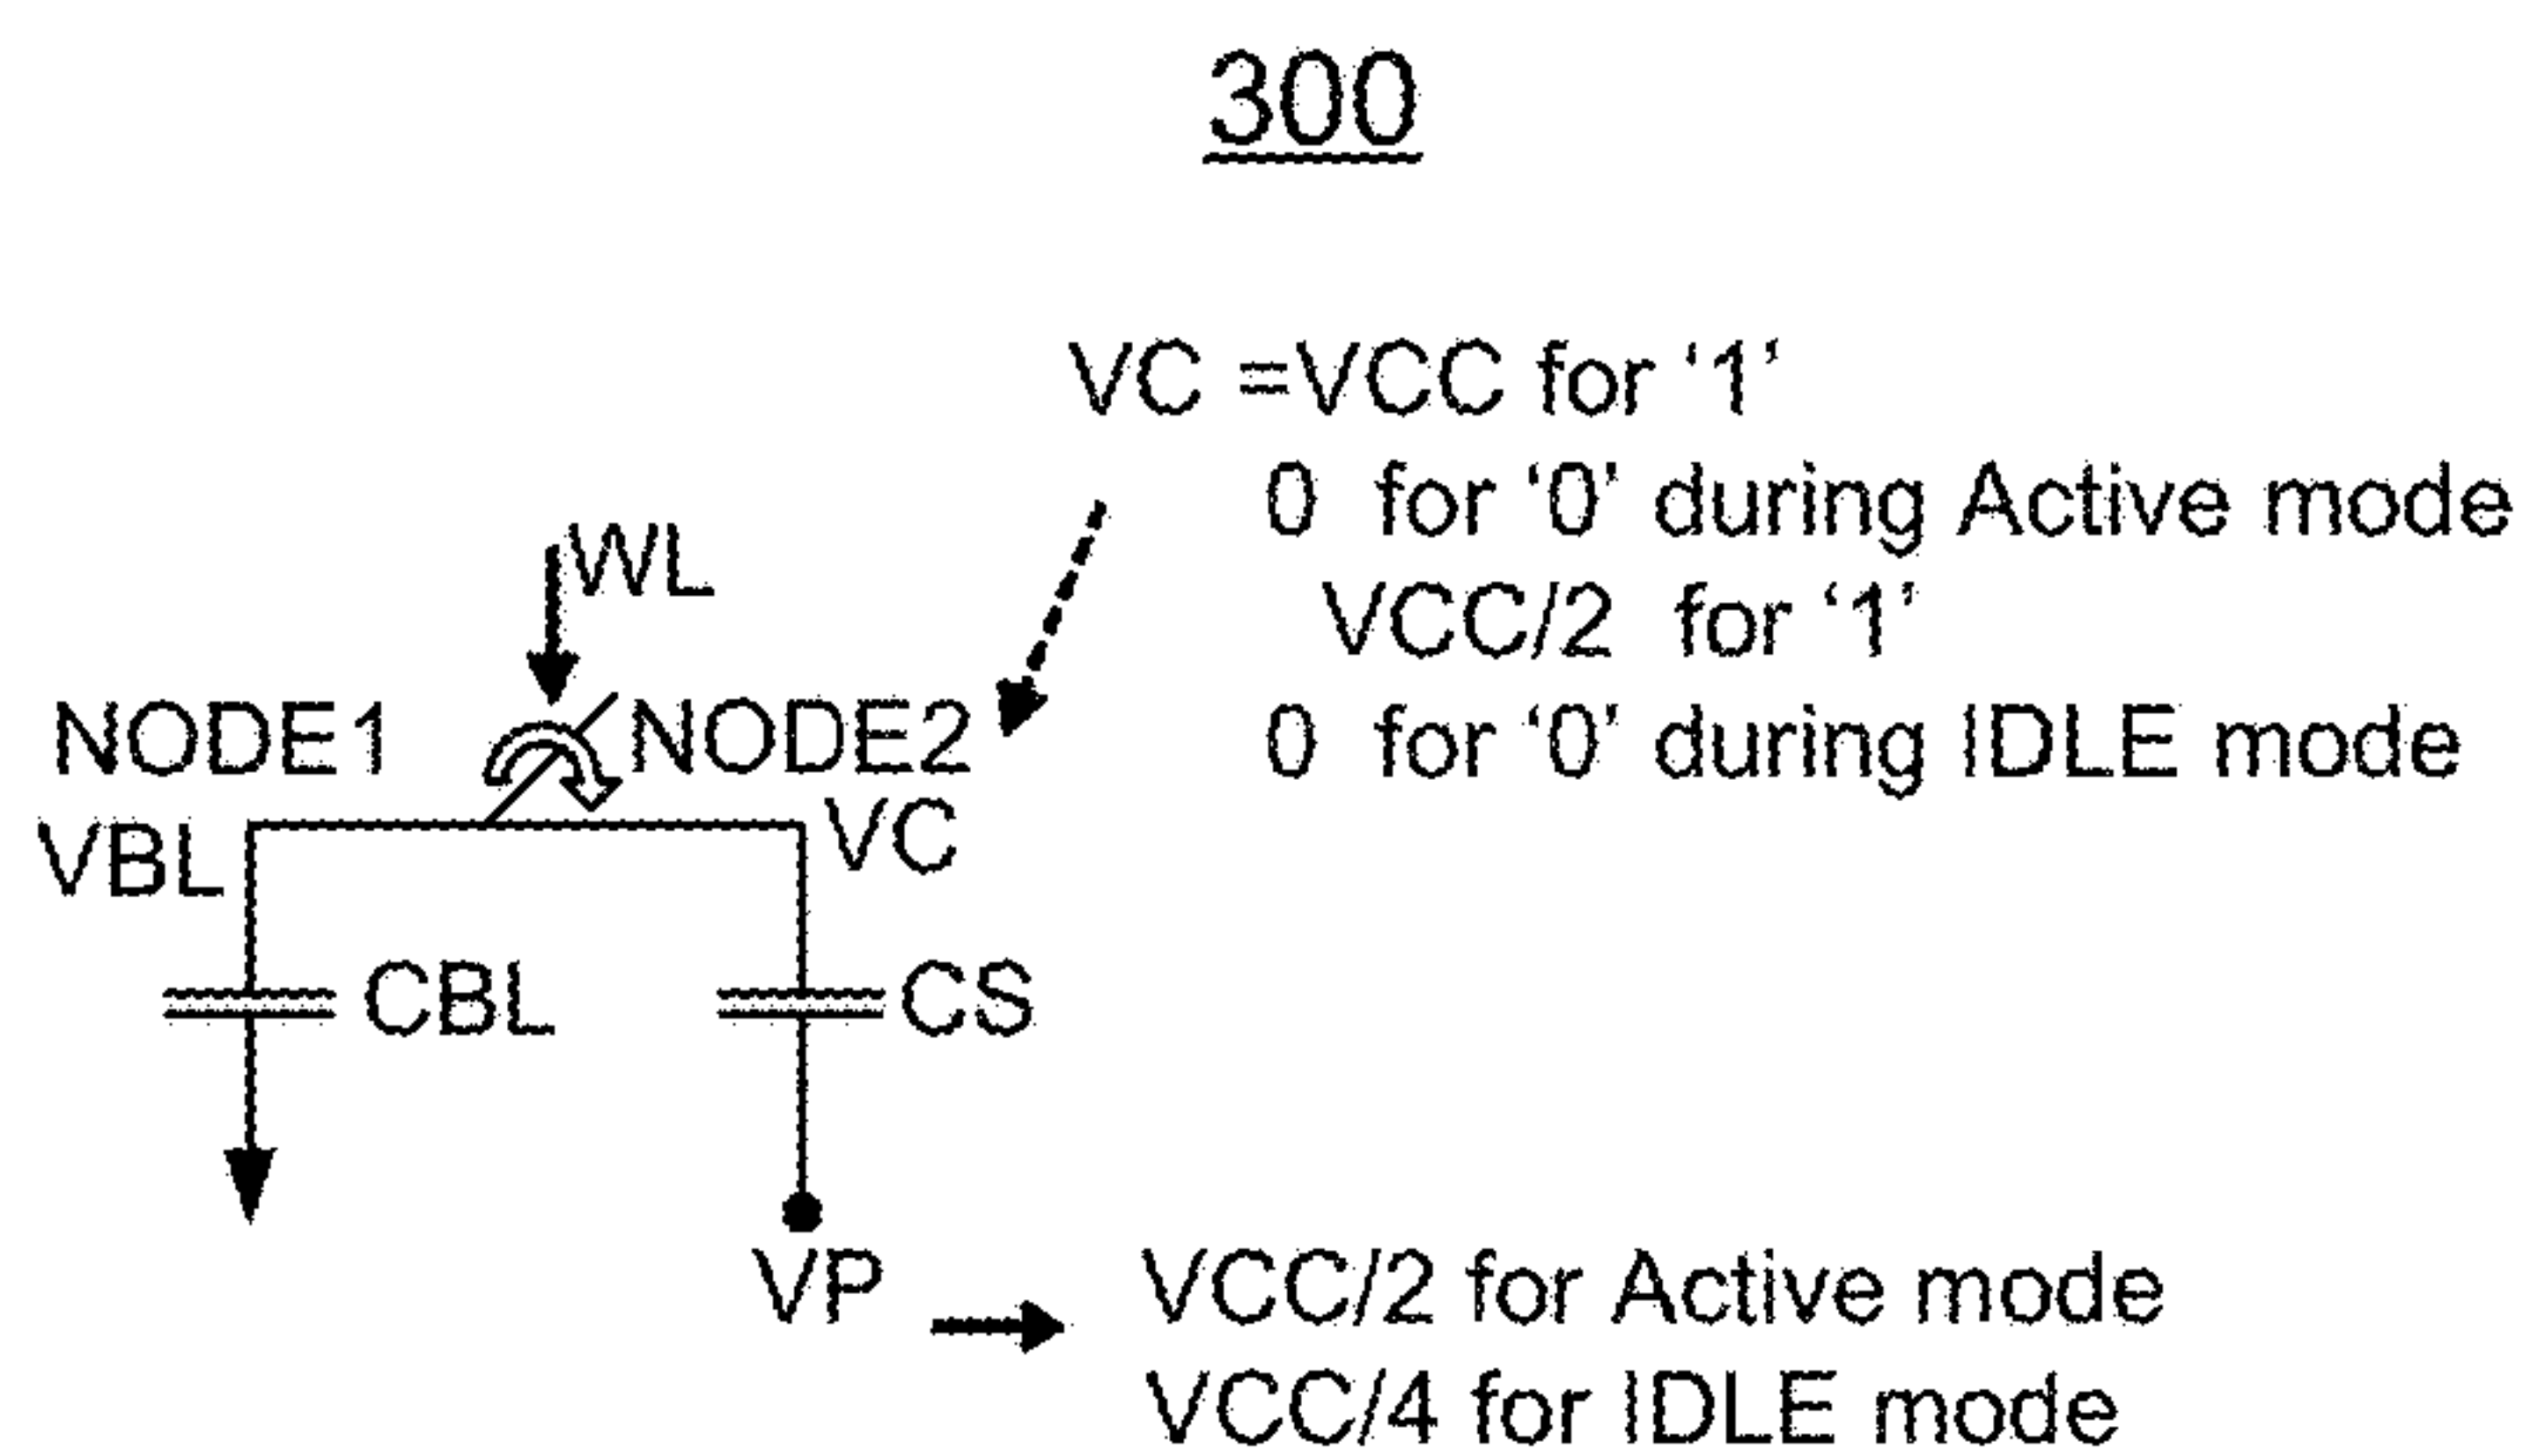 300
VC =VCC for ‘1’
0 for ‘0’ during Active mode
VCC/2 for ‘1’
0 for ‘0’ during IDLE mode
WL
NODE1
NODE2
VBL
VC
CBL
CS
VP
VCC/2 for Active mode
VCC/4 for IDLE mode